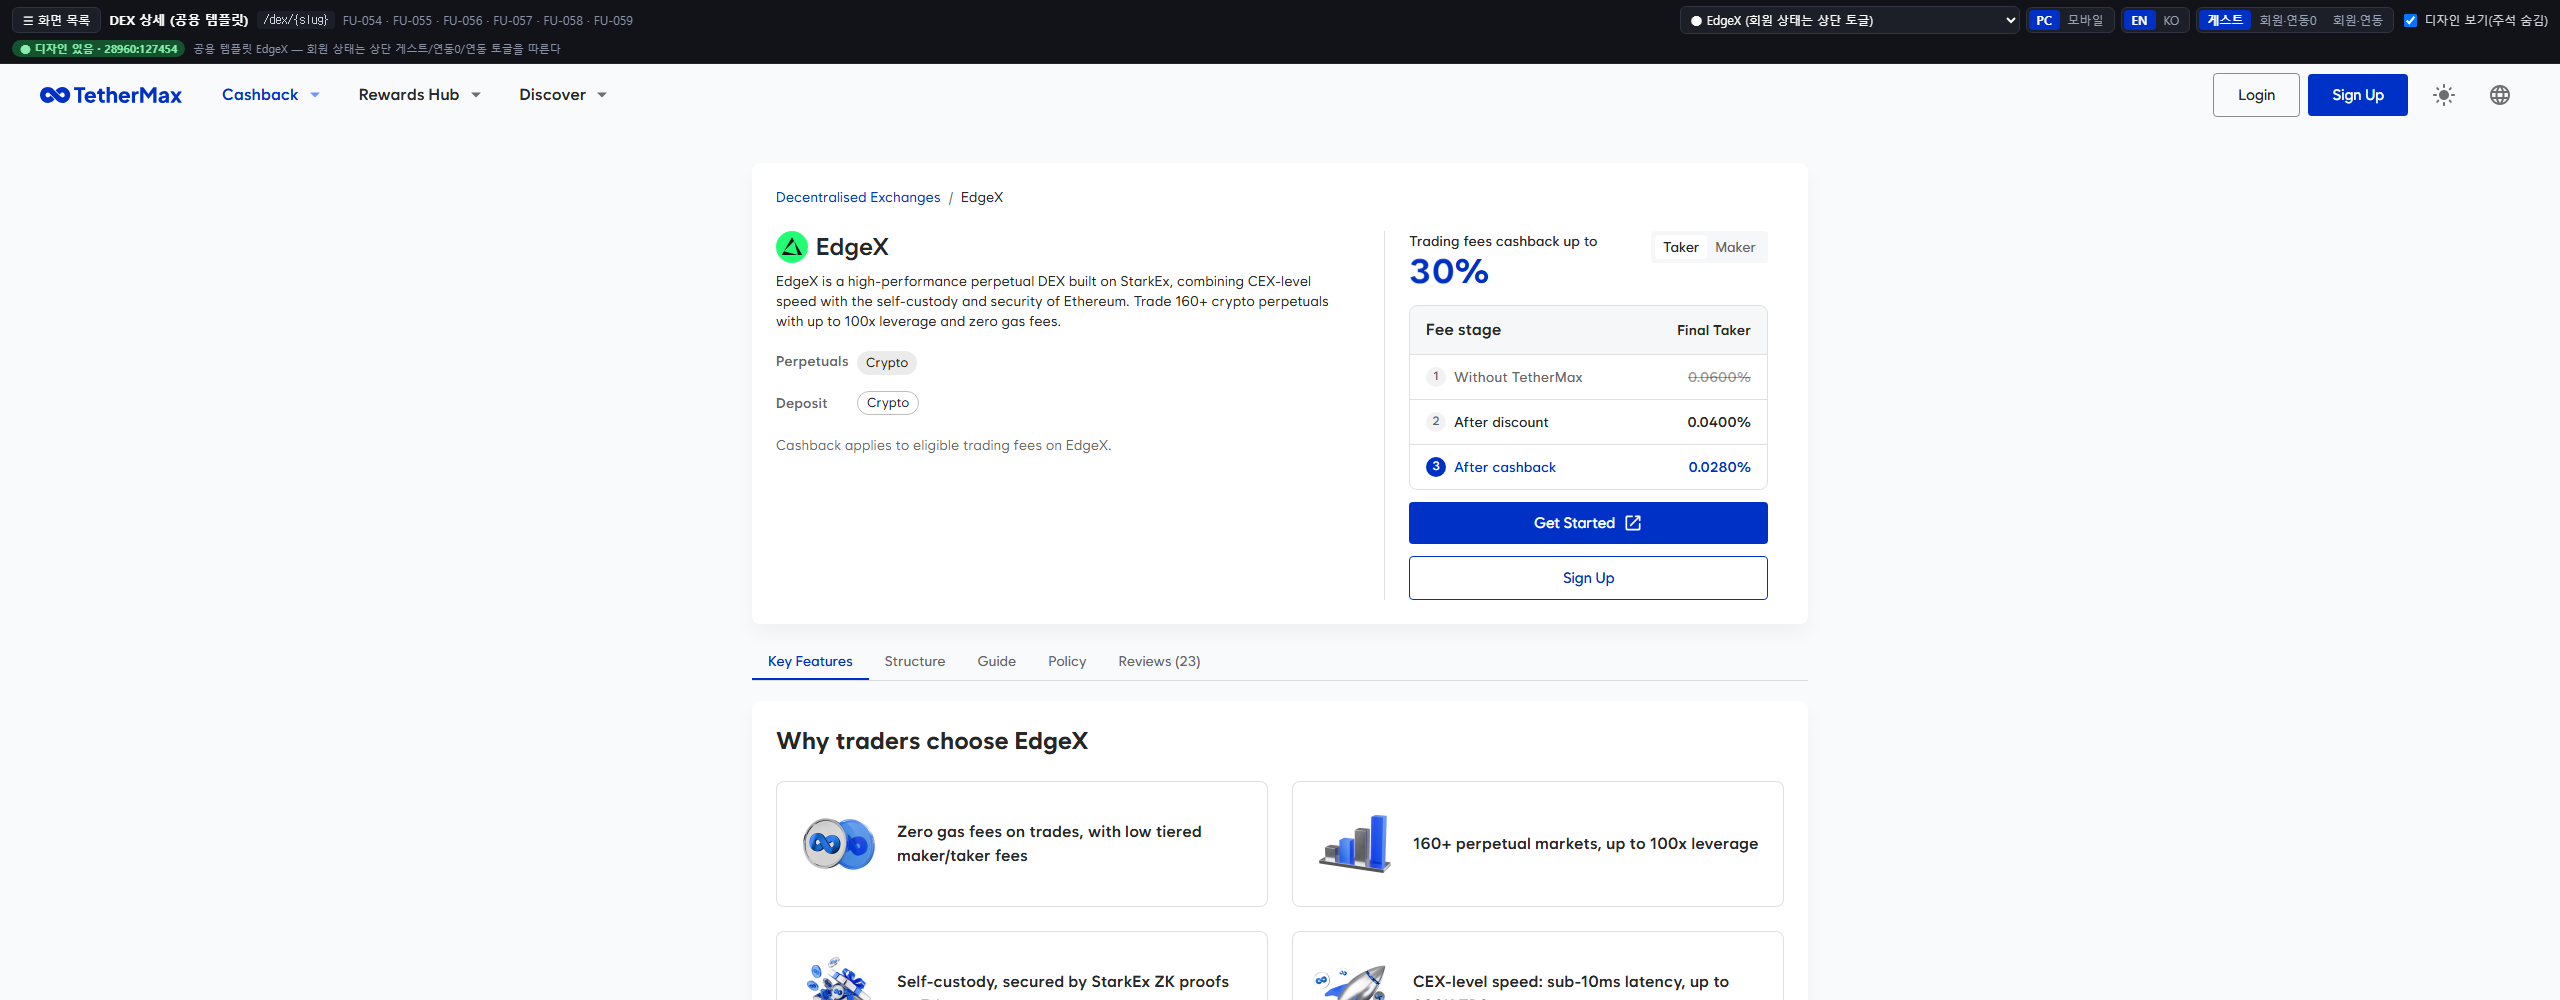 ☰ 화면 목록 DEX 상세 (공용 템플릿) /dex/{slug} FU-054 · FU-055 · FU-056 · FU-057 · FU-058 · FU-059
● EdgeX (회원 상태는 상단 토글) PC 모바일 EN KO 게스트 회원·연동0 회원·연동 디자인 보기(주석 숨김)
● 디자인 있음 · 28960:127454 공용 템플릿 EdgeX — 회원 상태는 상단 게스트/연동0/연동 토글을 따른다
TetherMax Cashback Rewards Hub Discover Login Sign Up
Decentralised Exchanges / EdgeX
EdgeX
EdgeX is a high-performance perpetual DEX built on StarkEx, combining CEX-level
speed with the self-custody and security of Ethereum. Trade 160+ crypto perpetuals
with up to 100x leverage and zero gas fees.
Perpetuals Crypto
Deposit Crypto
Cashback applies to eligible trading fees on EdgeX.
Trading fees cashback up to
30%
Taker Maker
Fee stage Final Taker
1 Without TetherMax 0.0600%
2 After discount 0.0400%
3 After cashback 0.0280%
Get Started
Sign Up
Key Features Structure Guide Policy Reviews (23)
Why traders choose EdgeX
Zero gas fees on trades, with low tiered
maker/taker fees
160+ perpetual markets, up to 100x leverage
Self-custody, secured by StarkEx ZK proofs
CEX-level speed: sub-10ms latency, up to